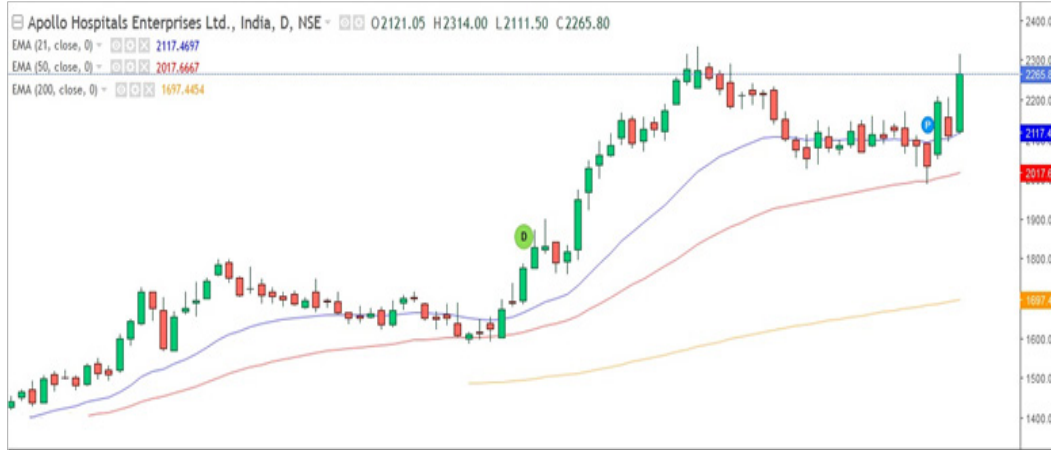 Apollo Hospitals Enterprises Ltd., India, D, NSE O2121.05 H2314.00 L2111.50 C2265.80
EMA (21, close, 0) 2117.4697
EMA (50, close, 0) 2017.6667
EMA (200, close, 0) 1697.4454
2400.0
2300.0
2265.8
2200.0
2117.4
2017.6
1900.0
1800.0
1697.4
1600.0
1500.0
1400.0
D
P